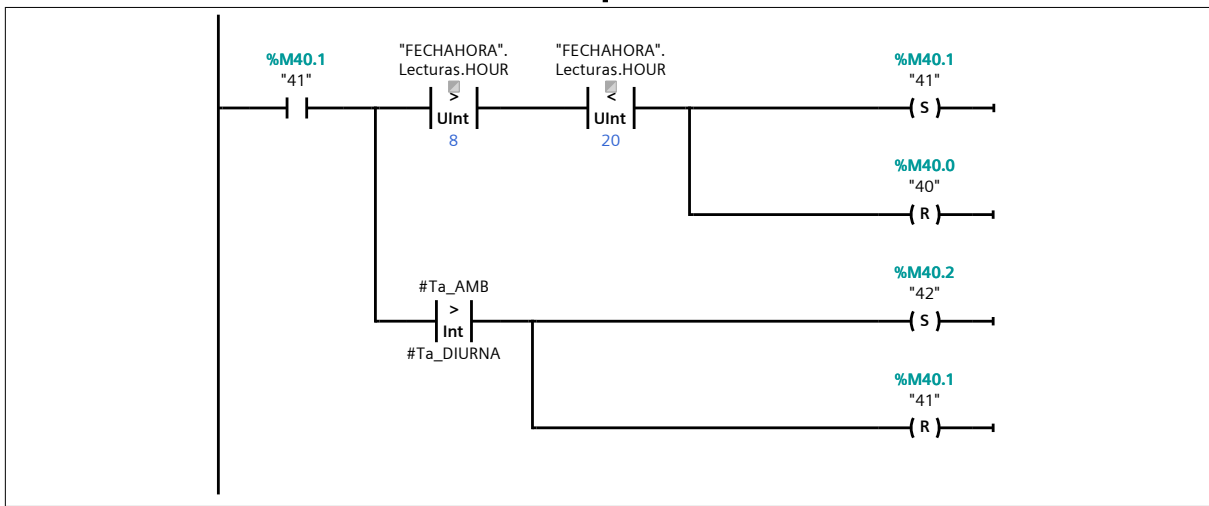 %M40.1
"41"
"FECHAHORA".
Lecturas.HOUR
>
UInt
8
"FECHAHORA".
Lecturas.HOUR
<
UInt
20
%M40.1
"41"
S
%M40.0
"40"
R
#Ta_AMB
>
Int
#Ta_DIURNA
%M40.2
"42"
S
%M40.1
"41"
R